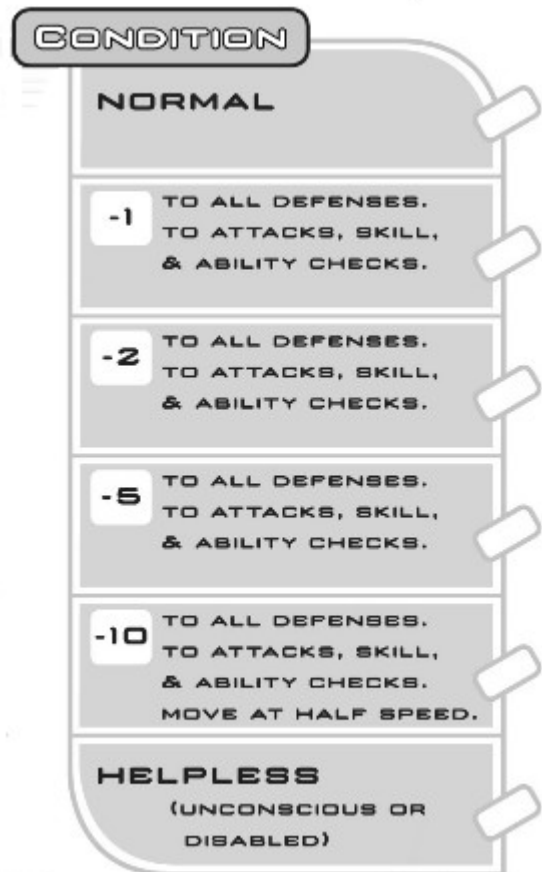 CONDITION
NORMAL
-1 TO ALL DEFENSES.
TO ATTACKS, SKILL,
& ABILITY CHECKS.
-2 TO ALL DEFENSES.
TO ATTACKS, SKILL,
& ABILITY CHECKS.
-5 TO ALL DEFENSES.
TO ATTACKS, SKILL,
& ABILITY CHECKS.
-10 TO ALL DEFENSES.
TO ATTACKS, SKILL,
& ABILITY CHECKS.
MOVE AT HALF SPEED.
HELPLESS
(UNCONSCIOUS OR
DISABLED)